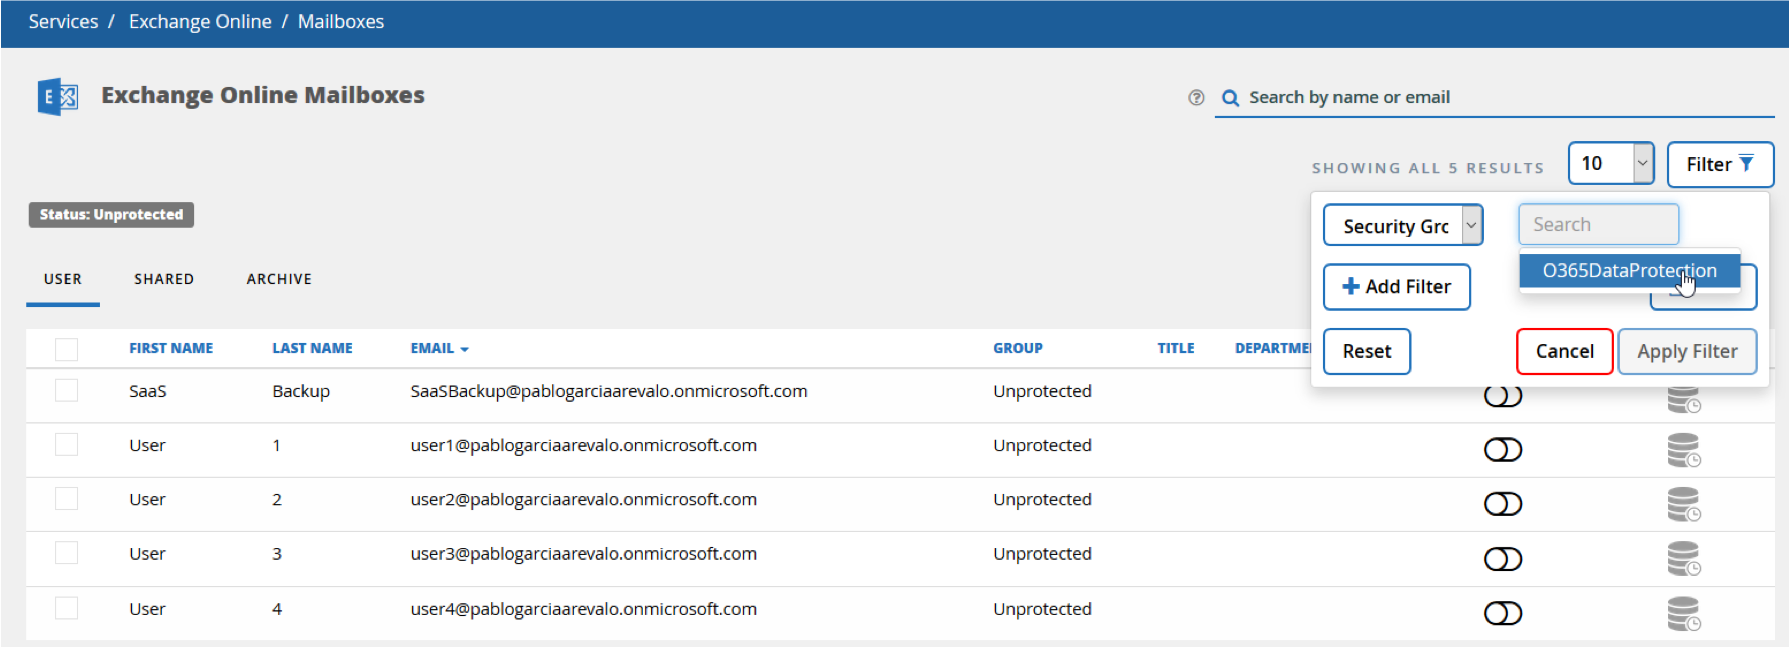 Services / Exchange Online / Mailboxes
Exchange Online Mailboxes
Search by name or email
SHOWING ALL 5 RESULTS
10
Filter
Status: Unprotected
Security Grc
Search
O365DataProtection
Add Filter
Reset
Cancel
Apply Filter
USER SHARED ARCHIVE
FIRST NAME LAST NAME EMAIL GROUP TITLE DEPARTME
SaaS Backup SaaSBackup@pablogarciaarevalo.onmicrosoft.com Unprotected
User 1 user1@pablogarciaarevalo.onmicrosoft.com Unprotected
User 2 user2@pablogarciaarevalo.onmicrosoft.com Unprotected
User 3 user3@pablogarciaarevalo.onmicrosoft.com Unprotected
User 4 user4@pablogarciaarevalo.onmicrosoft.com Unprotected